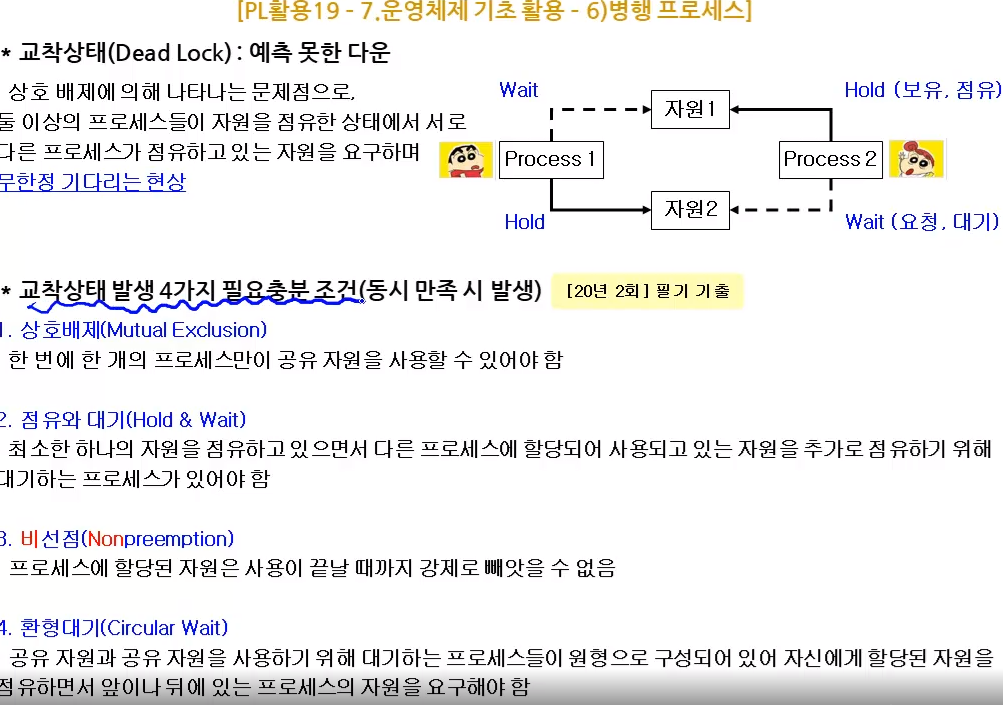 [PL활용19 - 7.운영체제 기초 활용 - 6)병행 프로세스]
* 교착상태(Dead Lock) : 예측 못한 다운
상호 배제에 의해 나타나는 문제점으로,
둘 이상의 프로세스들이 자원을 점유한 상태에서 서로
다른 프로세스가 점유하고 있는 자원을 요구하며
무한정 기다리는 현상
Wait
자원1
Hold (보유, 점유)
Process 1
Process 2
Hold
자원2
Wait (요청, 대기)
* 교착상태 발생 4가지 필요충분 조건(동시 만족 시 발생)
[20년 2회] 필기 기출
1. 상호배제(Mutual Exclusion)
한 번에 한 개의 프로세스만이 공유 자원을 사용할 수 있어야 함
2. 점유와 대기(Hold & Wait)
최소한 하나의 자원을 점유하고 있으면서 다른 프로세스에 할당되어 사용되고 있는 자원을 추가로 점유하기 위해
대기하는 프로세스가 있어야 함
3. 비선점(Nonpreemption)
프로세스에 할당된 자원은 사용이 끝날 때까지 강제로 빼앗을 수 없음
4. 환형대기(Circular Wait)
공유 자원과 공유 자원을 사용하기 위해 대기하는 프로세스들이 원형으로 구성되어 있어 자신에게 할당된 자원을
점유하면서 앞이나 뒤에 있는 프로세스의 자원을 요구해야 함